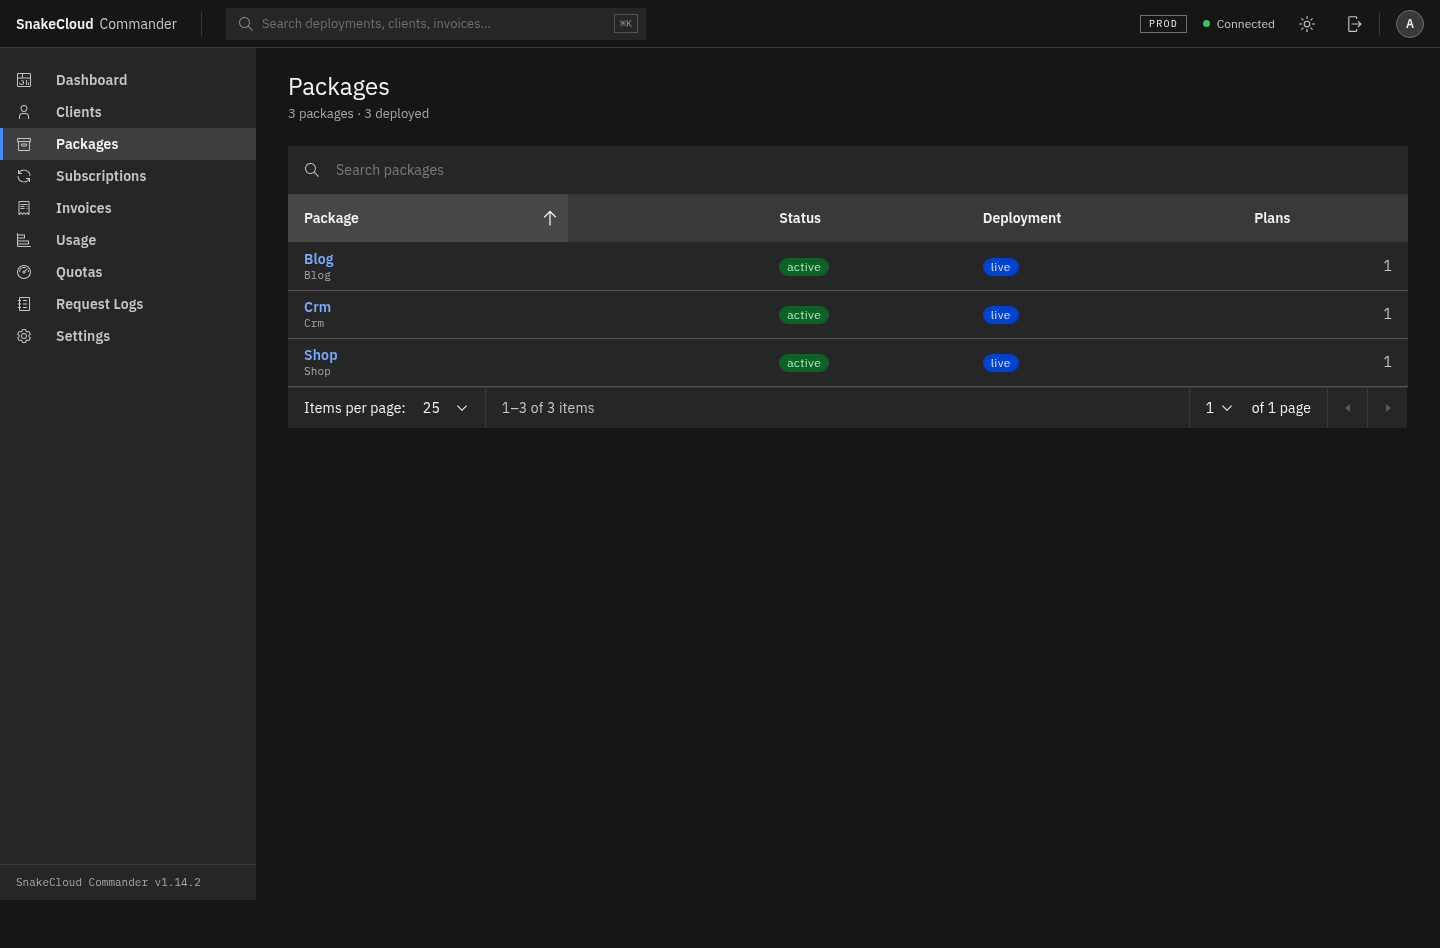 SnakeCloud Commander
Search deployments, clients, invoices... ⌘K
PROD Connected A
Dashboard
Clients
Packages
Subscriptions
Invoices
Usage
Quotas
Request Logs
Settings
SnakeCloud Commander v1.14.2
Packages
3 packages · 3 deployed
Search packages
Package Status Deployment Plans
Blog active live 1
Blog
Crm active live 1
Crm
Shop active live 1
Shop
Items per page: 25 1–3 of 3 items 1 of 1 page